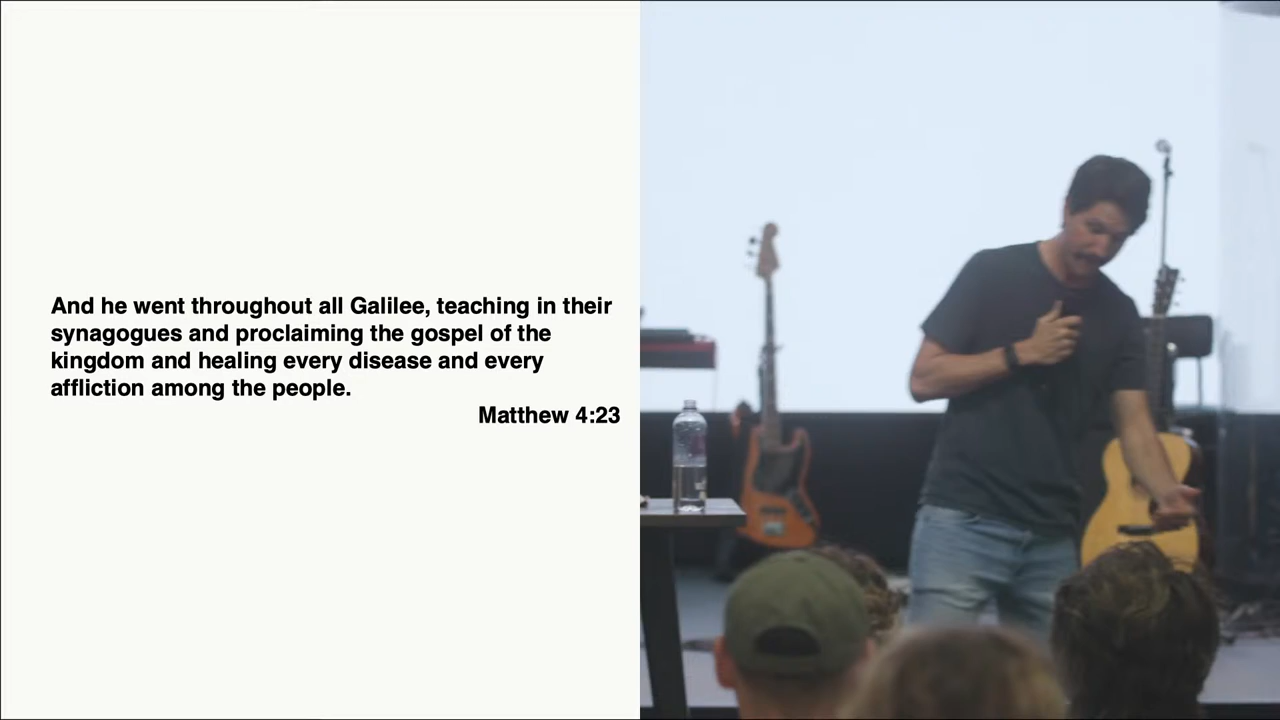 And he went throughout all Galilee, teaching in their
synagogues and proclaiming the gospel of the
kingdom and healing every disease and every
affliction among the people.
Matthew 4:23